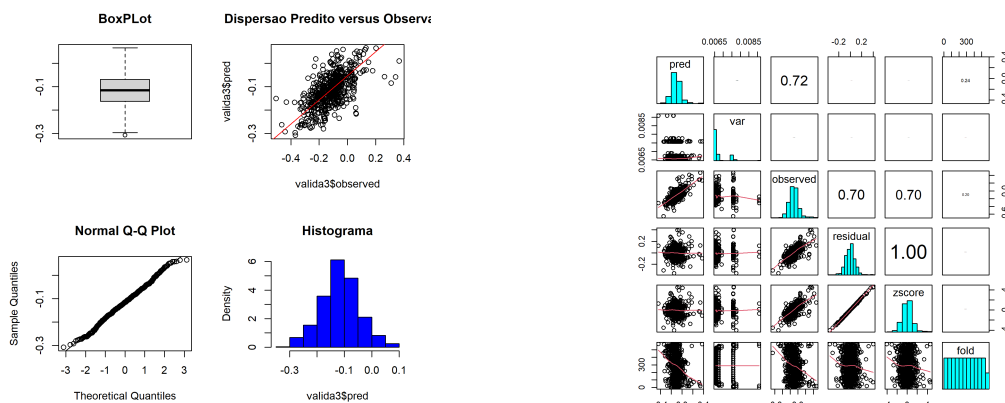 BoxPLot
-0.1
-0.3
Dispersao Predito versus Observa
valida3$pred
-0.1
-0.3
-0.4 -0.2 0.0 0.2 0.4
valida3$observed
Normal Q-Q Plot
Sample Quantiles
-0.1
-0.3
-3 -2 -1 0 1 2 3
Theoretical Quantiles
Histograma
Density
6
4
2
0
-0.3 -0.2 -0.1 0.0 0.1
valida3$pred
0.0065 0.0085
-0.2 0.2
0 300
pred
0.72
0.24
0.0085
0.0065
var
observed
0.70
0.70
0.2
-0.2
residual
1.00
zscore
300
0
fold